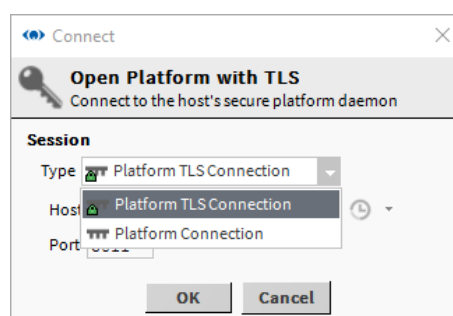 Connect
Open Platform with TLS
Connect to the host's secure platform daemon
Session
Type Platform TLS Connection
Host Platform TLS Connection
Platform Connection
Port
OK Cancel